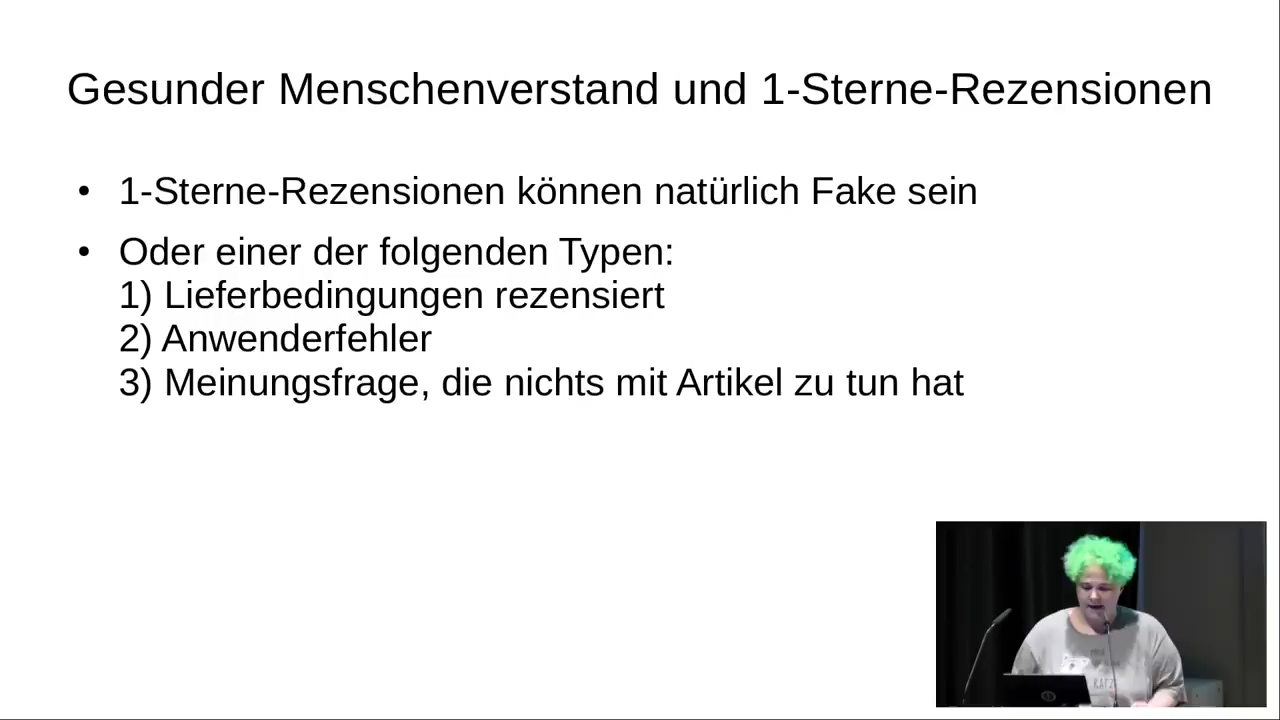 Gesunder Menschenverstand und 1-Sterne-Rezensionen
• 1-Sterne-Rezensionen können natürlich Fake sein
• Oder einer der folgenden Typen:
1) Lieferbedingungen rezensiert
2) Anwenderfehler
3) Meinungsfrage, die nichts mit Artikel zu tun hat